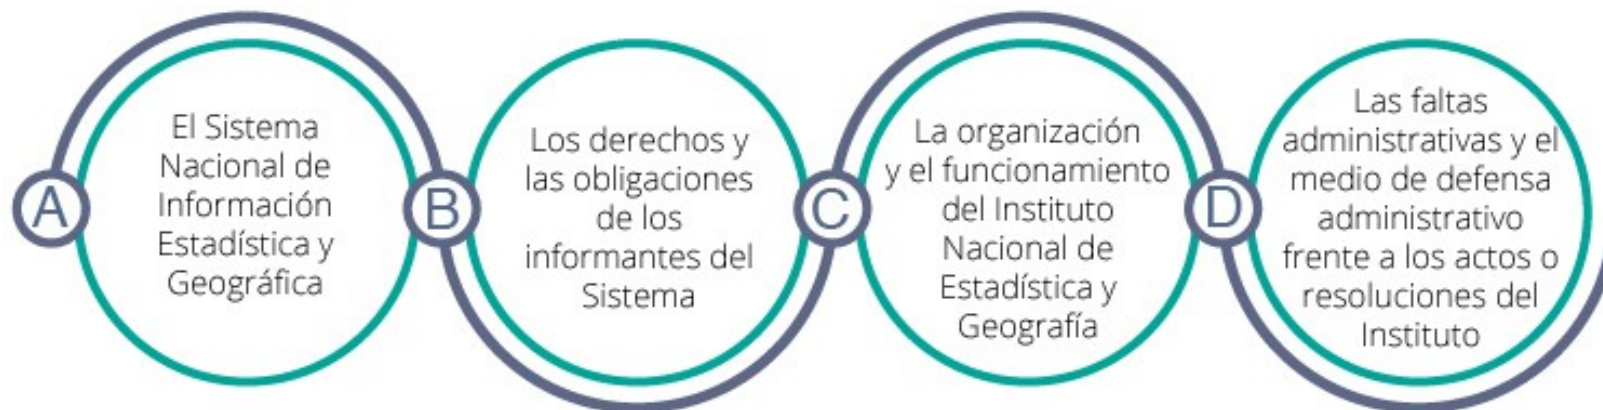 A
El Sistema
Nacional de
Información
Estadística y
Geográfica
B
Los derechos y
las obligaciones
de los
informantes del
Sistema
C
La organización
y el funcionamiento
del Instituto
Nacional de
Estadística y
Geografía
D
Las faltas
administrativas y el
medio de defensa
administrativo
frente a los actos o
resoluciones del
Instituto